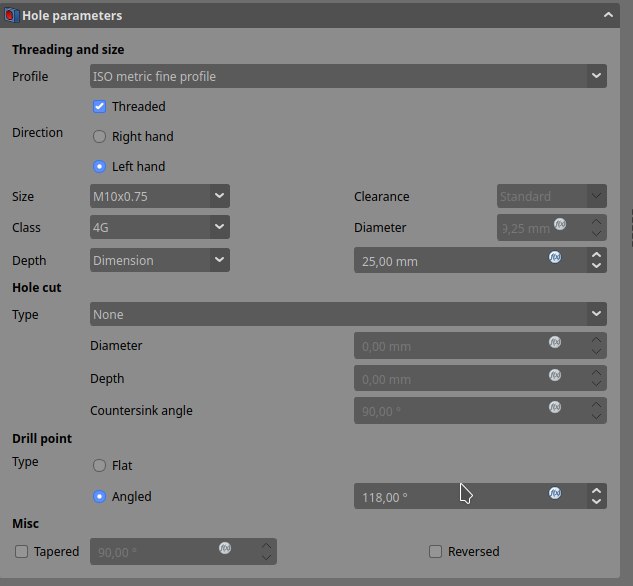 Hole parameters
Threading and size
Profile ISO metric fine profile
Threaded
Direction Right hand
Left hand
Size M10x0.75 Clearance Standard
Class 4G Diameter 9,25 mm f(x)
Depth Dimension 25,00 mm f(x)
Hole cut
Type None
Diameter 0,00 mm f(x)
Depth 0,00 mm f(x)
Countersink angle 90,00 ° f(x)
Drill point
Type Flat
Angled 118,00 ° f(x)
Misc
Tapered 90,00 ° f(x) Reversed